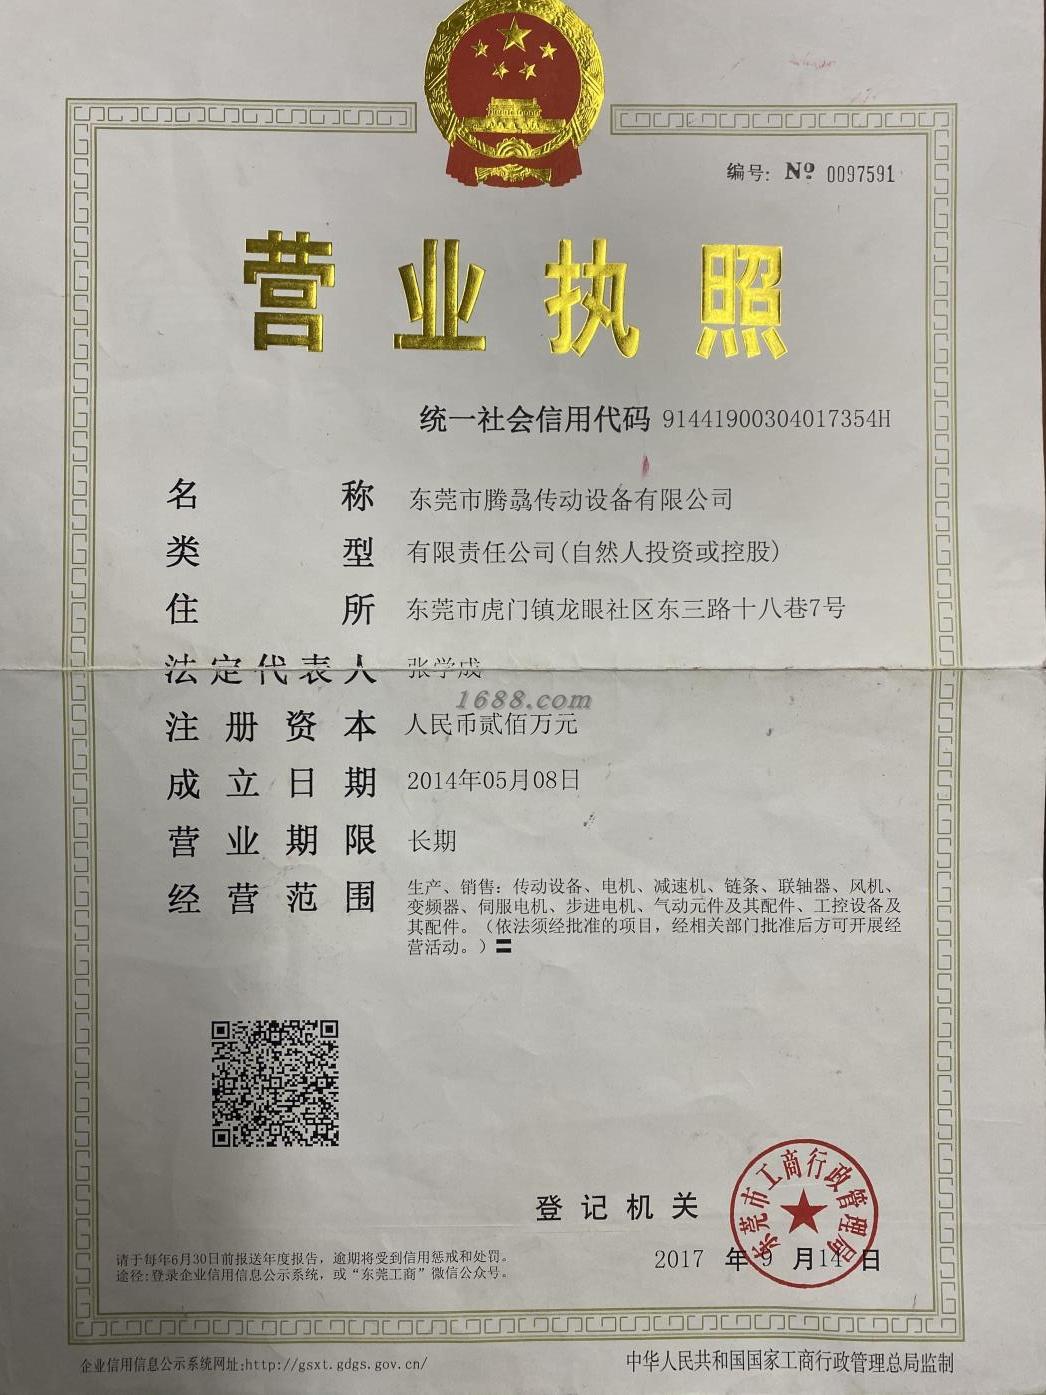 编号: № 0097591
营业执照
统一社会信用代码 91441900304017354H
名称 东莞市腾骉传动设备有限公司
类型 有限责任公司(自然人投资或控股)
住所 东莞市虎门镇龙眼社区东三路十八巷7号
法定代表人 张学成
1688.com
注册资本 人民币贰佰万元
成立日期 2014年05月08日
营业期限 长期
经营范围 生产、销售：传动设备、电机、减速机、链条、联轴器、风机、
变频器、伺服电机、步进电机、气动元件及其配件、工控设备及
其配件。（依法须经批准的项目，经相关部门批准后方可开展经
营活动。）〓
登记机关
东莞市工商行政管理局
2017 年 9 月 14 日
请于每年6月30日前报送年度报告，逾期将受到信用惩戒和处罚。
途径:登录企业信用信息公示系统，或“东莞工商”微信公众号。
企业信用信息公示系统网址:http://gsxt.gdgs.gov.cn/
中华人民共和国国家工商行政管理总局监制